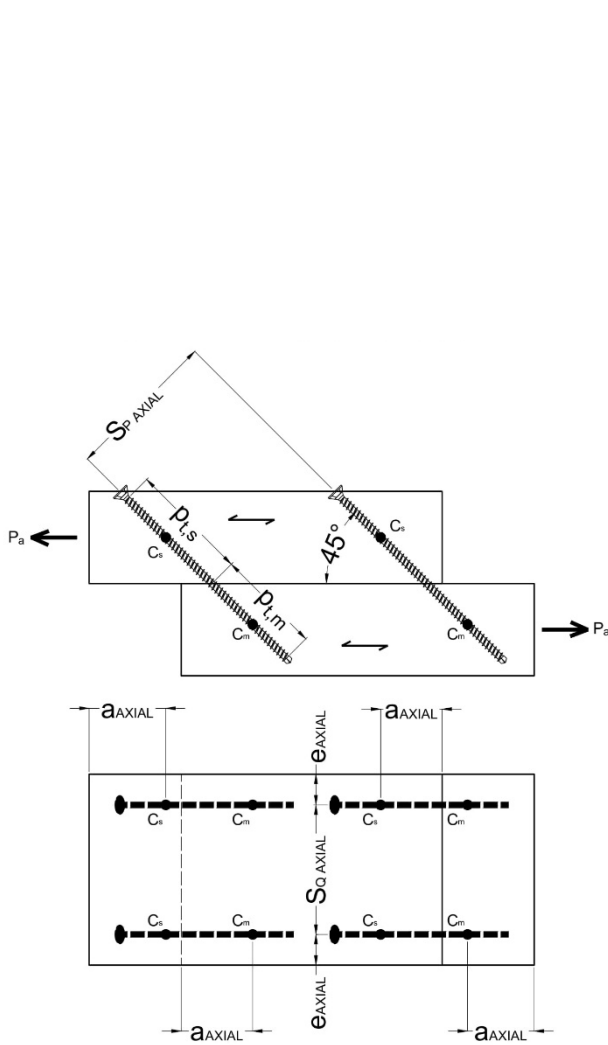 SP AXIAL
pt,s
Pa
Cs
45°
Cs
pt,m
Cm
Cm
Pa
aAXIAL
aAXIAL
eAXIAL
Cs
Cm
Cs
Cm
SQ AXIAL
Cs
Cm
Cs
Cm
eAXIAL
aAXIAL
aAXIAL